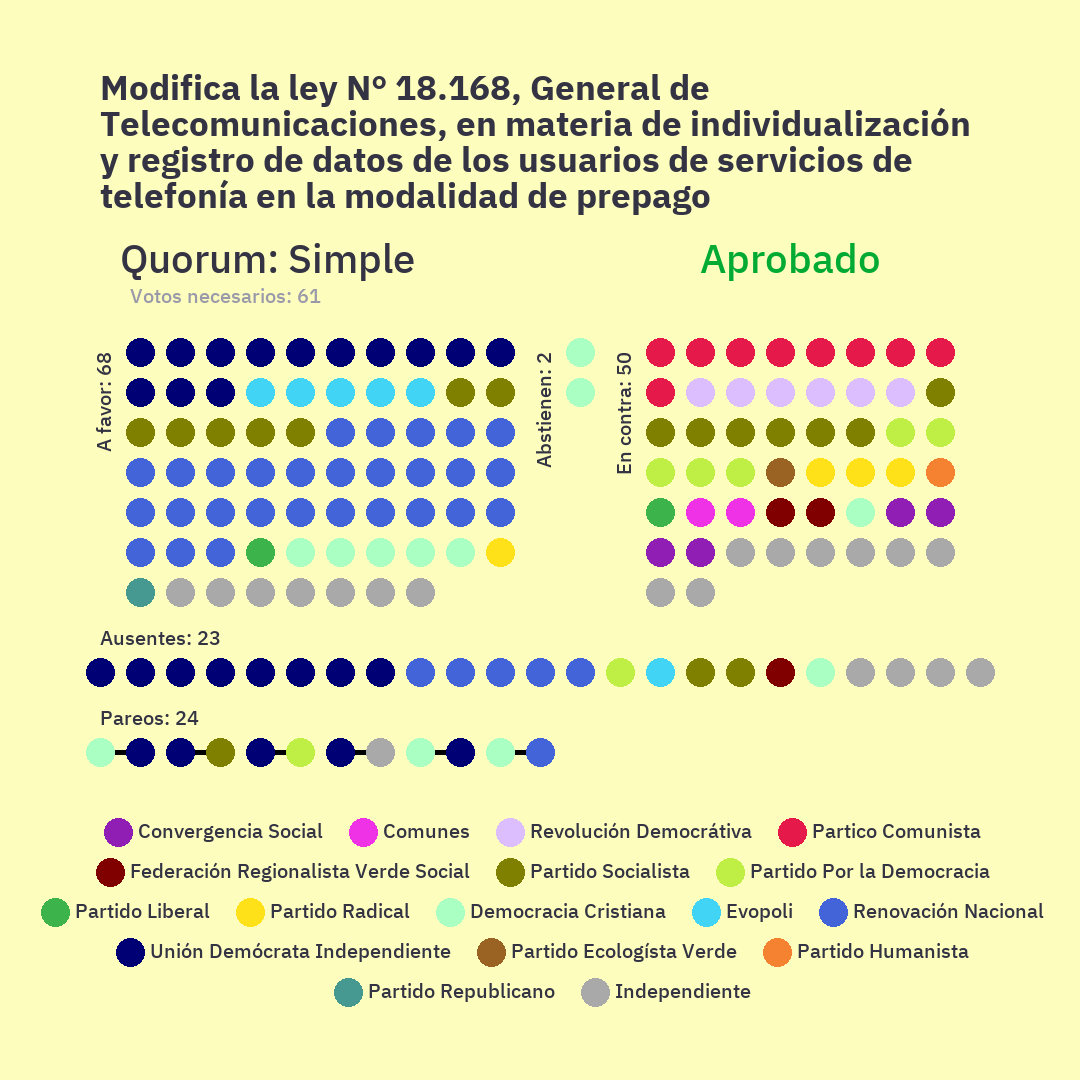 Modifica la ley Nº 18.168, General de
Telecomunicaciones, en materia de individualización
y registro de datos de los usuarios de servicios de
telefonía en la modalidad de prepago
Quorum: Simple
Aprobado
Votos necesarios: 61
A favor: 68
Abstienen: 2
En contra: 50
Ausentes: 23
Pareos: 24
Convergencia Social Comunes Revolución Democrátiva Partico Comunista
Federación Regionalista Verde Social Partido Socialista Partido Por la Democracia
Partido Liberal Partido Radical Democracia Cristiana Evopoli Renovación Nacional
Unión Demócrata Independiente Partido Ecologísta Verde Partido Humanista
Partido Republicano Independiente